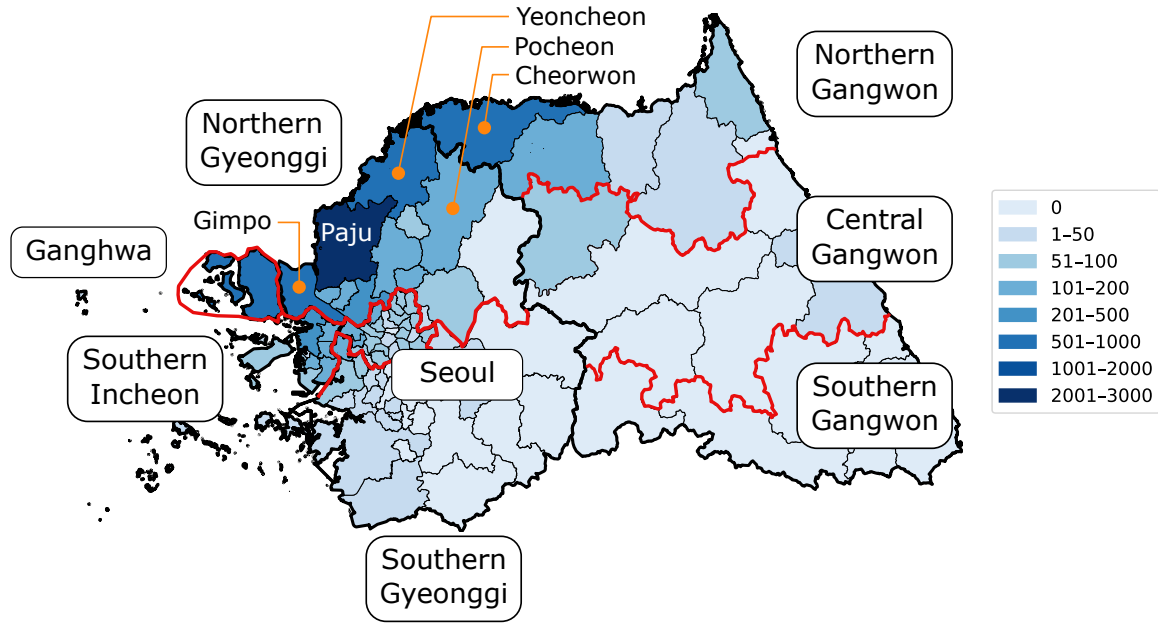 Yeoncheon
Pocheon
Cheorwon
Northern
Gangwon
Northern
Gyeonggi
Gimpo
Paju
Ganghwa
Central
Gangwon
Southern
Incheon
Seoul
Southern
Gangwon
Southern
Gyeonggi
0
1–50
51–100
101–200
201–500
501–1000
1001–2000
2001–3000